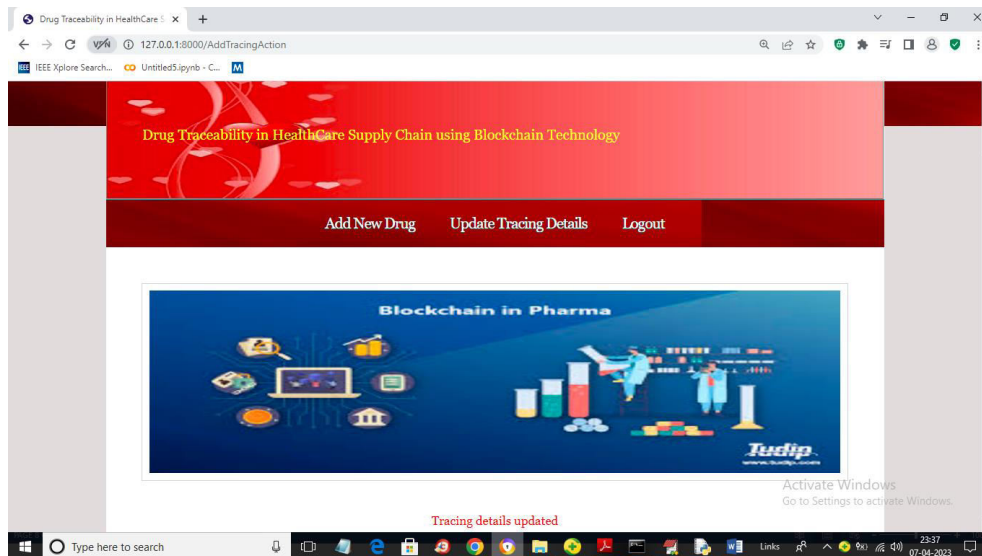 Drug Traceability in HealthCare S
127.0.0.1:8000/AddTracingAction
IEEE Xplore Search...
Untitled5.ipynb - C...
M
Drug Traceability in HealthCare Supply Chain using Blockchain Technology
Add New Drug
Update Tracing Details
Logout
Blockchain in Pharma
Tudip
www.tudip.com
Activate Windows
Go to Settings to activate Windows.
Tracing details updated
Type here to search
Links
23:37
07-04-2023